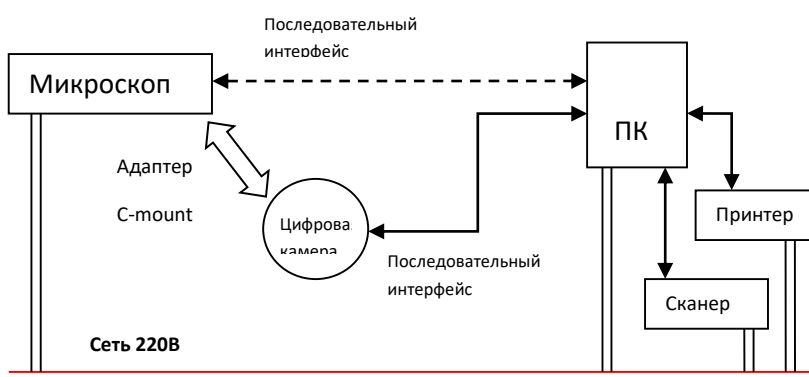 Последовательный
интерфейс
Микроскоп
ПК
Адаптер
C-mount
Цифрова
камера
Принтер
Последовательный
интерфейс
Сканер
Сеть 220В